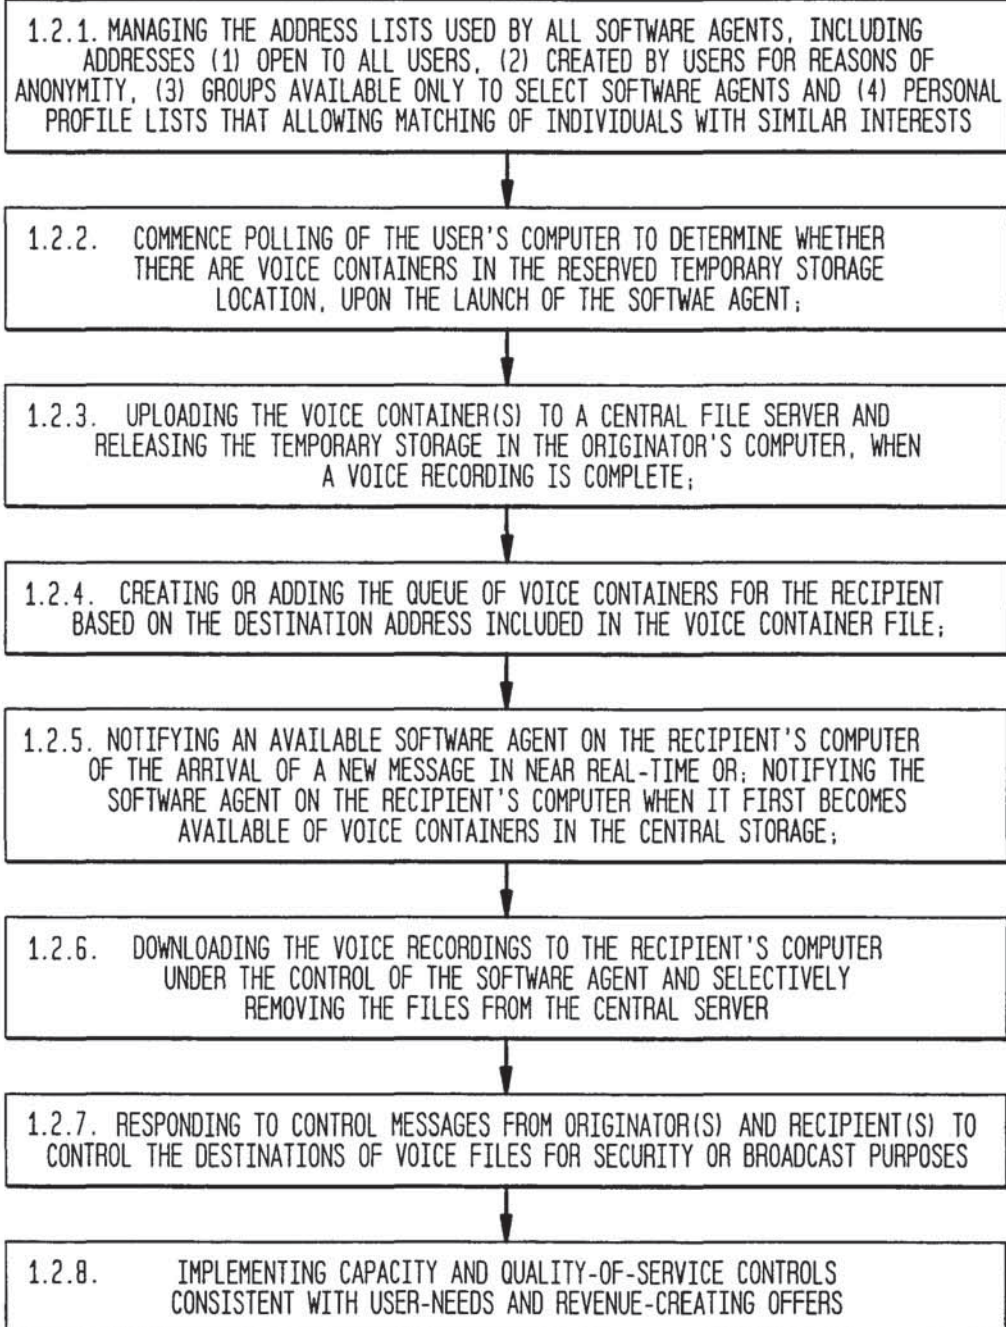 1.2.1. MANAGING THE ADDRESS LISTS USED BY ALL SOFTWARE AGENTS, INCLUDING
ADDRESSES (1) OPEN TO ALL USERS, (2) CREATED BY USERS FOR REASONS OF
ANONYMITY, (3) GROUPS AVAILABLE ONLY TO SELECT SOFTWARE AGENTS AND (4) PERSONAL
PROFILE LISTS THAT ALLOWING MATCHING OF INDIVIDUALS WITH SIMILAR INTERESTS
1.2.2. COMMENCE POLLING OF THE USER'S COMPUTER TO DETERMINE WHETHER
THERE ARE VOICE CONTAINERS IN THE RESERVED TEMPORARY STORAGE
LOCATION, UPON THE LAUNCH OF THE SOFTWAE AGENT;
1.2.3. UPLOADING THE VOICE CONTAINER(S) TO A CENTRAL FILE SERVER AND
RELEASING THE TEMPORARY STORAGE IN THE ORIGINATOR'S COMPUTER, WHEN
A VOICE RECORDING IS COMPLETE;
1.2.4. CREATING OR ADDING THE QUEUE OF VOICE CONTAINERS FOR THE RECIPIENT
BASED ON THE DESTINATION ADDRESS INCLUDED IN THE VOICE CONTAINER FILE;
1.2.5. NOTIFYING AN AVAILABLE SOFTWARE AGENT ON THE RECIPIENT'S COMPUTER
OF THE ARRIVAL OF A NEW MESSAGE IN NEAR REAL-TIME OR; NOTIFYING THE
SOFTWARE AGENT ON THE RECIPIENT'S COMPUTER WHEN IT FIRST BECOMES
AVAILABLE OF VOICE CONTAINERS IN THE CENTRAL STORAGE;
1.2.6. DOWNLOADING THE VOICE RECORDINGS TO THE RECIPIENT'S COMPUTER
UNDER THE CONTROL OF THE SOFTWARE AGENT AND SELECTIVELY
REMOVING THE FILES FROM THE CENTRAL SERVER
1.2.7. RESPONDING TO CONTROL MESSAGES FROM ORIGINATOR(S) AND RECIPIENT(S) TO
CONTROL THE DESTINATIONS OF VOICE FILES FOR SECURITY OR BROADCAST PURPOSES
1.2.8. IMPLEMENTING CAPACITY AND QUALITY-OF-SERVICE CONTROLS
CONSISTENT WITH USER-NEEDS AND REVENUE-CREATING OFFERS